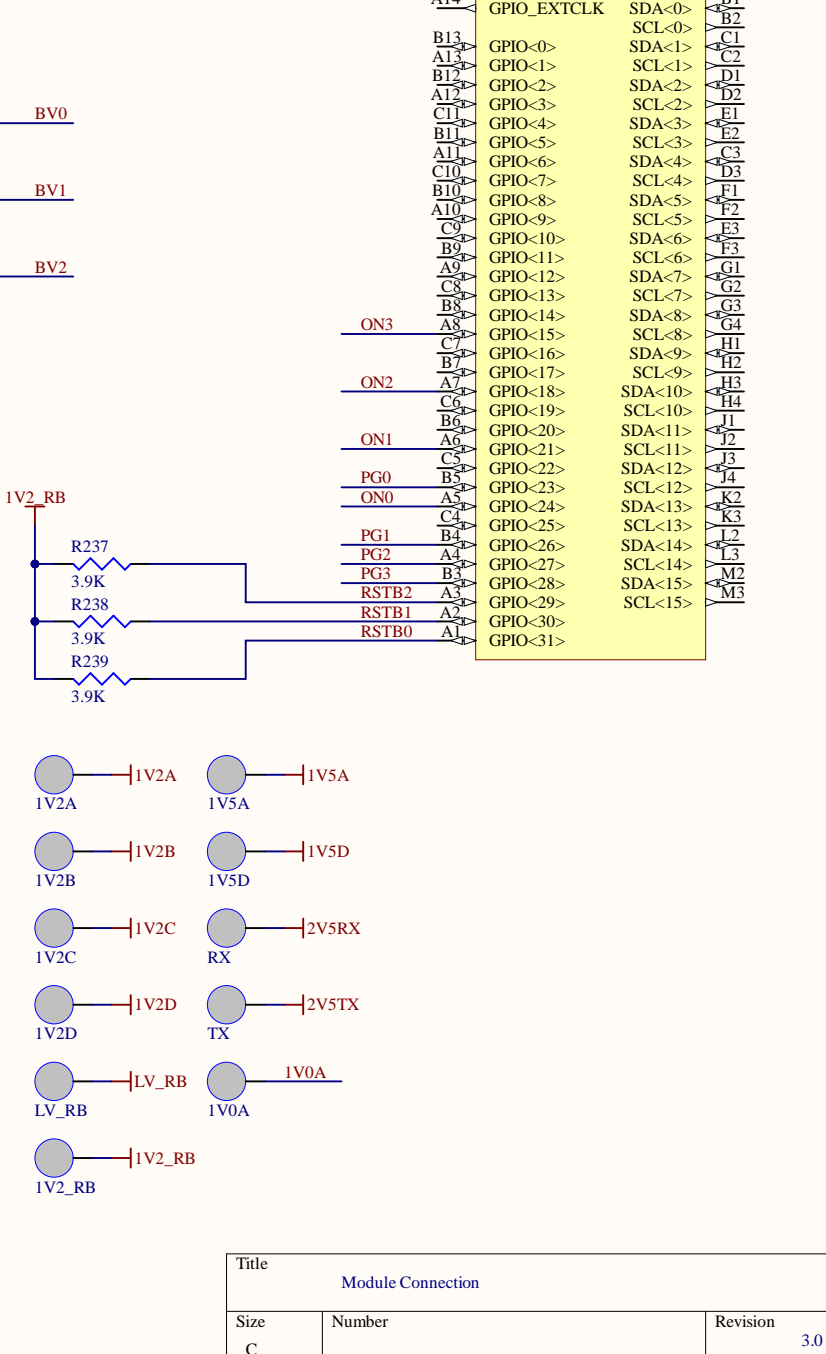 A14 GPIO_EXTCLK SDA<0> B1
SCL<0> B2
B13 GPIO<0> SDA<1> C1
A13 GPIO<1> SCL<1> C2
B12 GPIO<2> SDA<2> D1
A12 GPIO<3> SCL<2> D2
BV0 C11 GPIO<4> SDA<3> E1
B11 GPIO<5> SCL<3> E2
A11 GPIO<6> SDA<4> C3
C10 GPIO<7> SCL<4> D3
BV1 B10 GPIO<8> SDA<5> F1
A10 GPIO<9> SCL<5> F2
C9 GPIO<10> SDA<6> E3
B9 GPIO<11> SCL<6> F3
BV2 A9 GPIO<12> SDA<7> G1
C8 GPIO<13> SCL<7> G2
B8 GPIO<14> SDA<8> G3
ON3 A8 GPIO<15> SCL<8> G4
C7 GPIO<16> SDA<9> H1
B7 GPIO<17> SCL<9> H2
ON2 A7 GPIO<18> SDA<10> H3
C6 GPIO<19> SCL<10> H4
B6 GPIO<20> SDA<11> J1
ON1 A6 GPIO<21> SCL<11> J2
C5 GPIO<22> SDA<12> J3
PG0 B5 GPIO<23> SCL<12> J4
1V2_RB ON0 A5 GPIO<24> SDA<13> K2
C4 GPIO<25> SCL<13> K3
PG1 B4 GPIO<26> SDA<14> L2
R237 PG2 A4 GPIO<27> SCL<14> L3
3.9K PG3 B3 GPIO<28> SDA<15> M2
R238 RSTB2 A3 GPIO<29> SCL<15> M3
3.9K RSTB1 A2 GPIO<30>
RSTB0 A1 GPIO<31>
R239
3.9K
1V2A 1V5A
1V2A 1V5A
1V2B 1V5D
1V2B 1V5D
1V2C 2V5RX
1V2C RX
1V2D 2V5TX
1V2D TX
LV_RB 1V0A
LV_RB 1V0A
1V2_RB
1V2_RB
Title
Module Connection
Size Number Revision
C 3.0